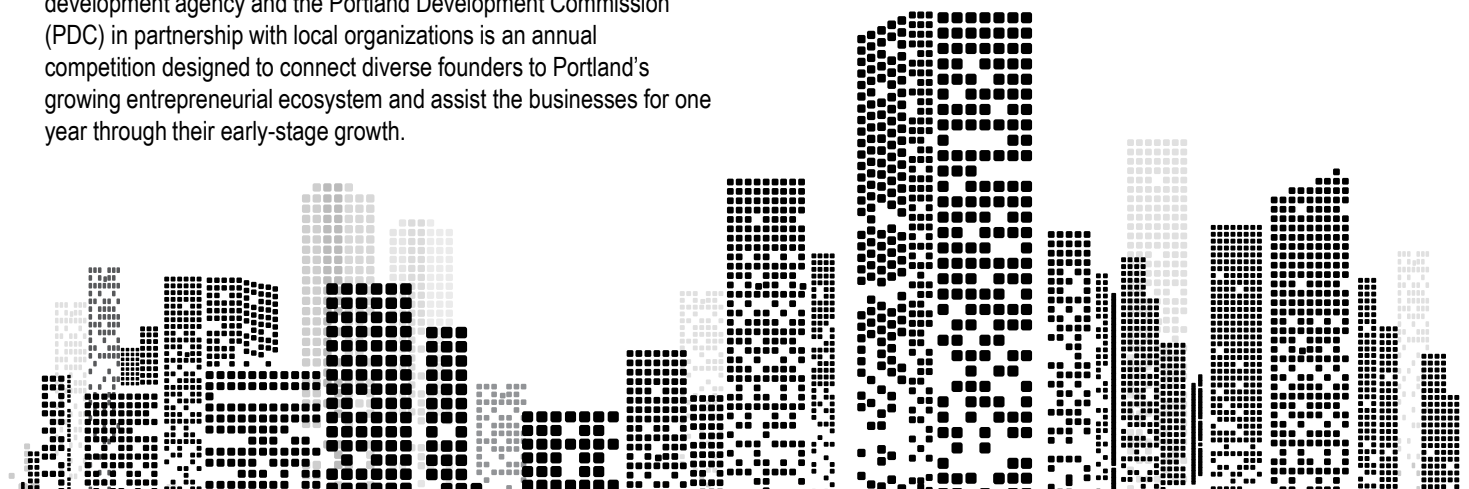 development agency and the Portland Development Commission
(PDC) in partnership with local organizations is an annual
competition designed to connect diverse founders to Portland's
growing entrepreneurial ecosystem and assist the businesses for one
year through their early-stage growth.